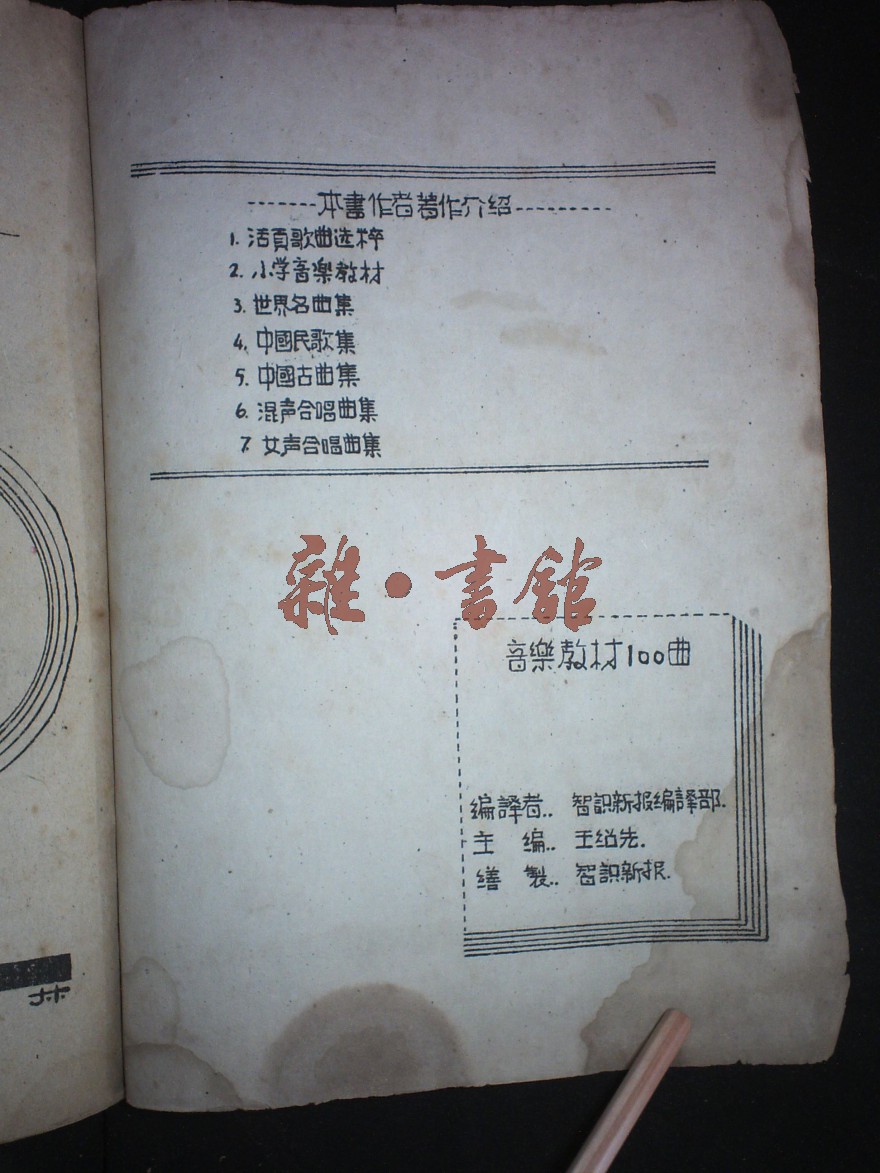 -------本書作者著作介绍----------
1. 活頁歌曲选粹
2. 小学音楽教材
3. 世界名曲集
4. 中國民歌集
5. 中國古曲集
6. 混声合唱曲集
7. 女声合唱曲集
雜·書館
音樂教材100曲
编譯者.. 智識新报编譯部.
主 编.. 王绍先.
繕 製.. 智識新报.